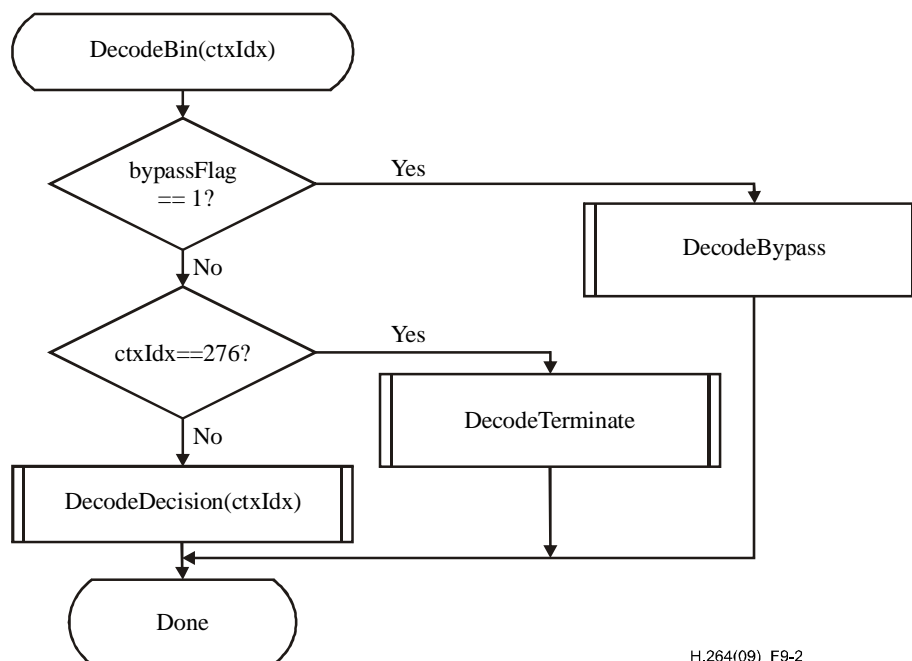 DecodeBin(ctxIdx)
bypassFlag
== 1?
Yes
DecodeBypass
No
ctxIdx==276?
Yes
DecodeTerminate
No
DecodeDecision(ctxIdx)
Done
H.264(09)_F9-2